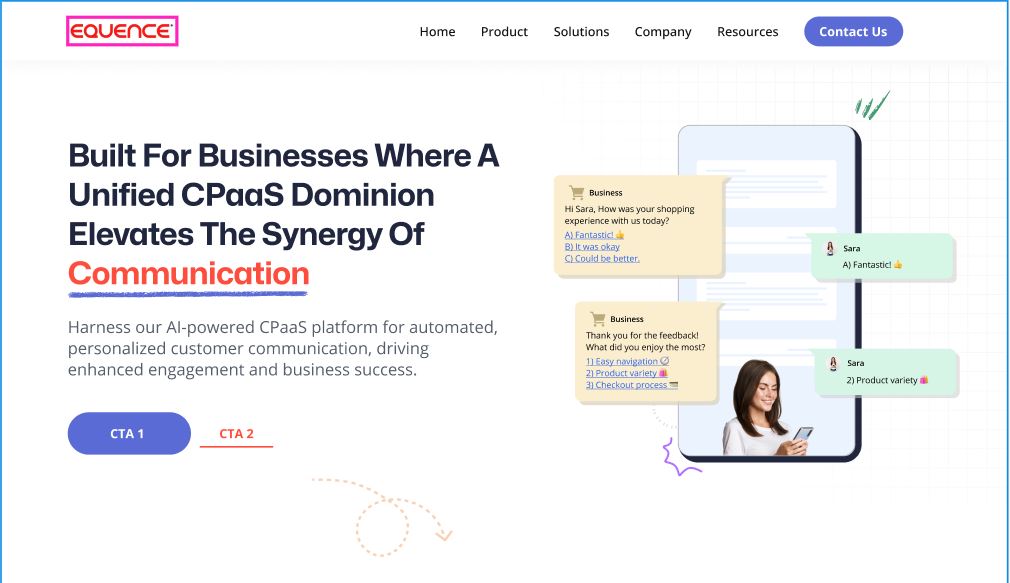 EQUENCE
Home Product Solutions Company Resources Contact Us
Built For Businesses Where A
Unified CPaaS Dominion
Elevates The Synergy Of
Communication
Harness our AI-powered CPaaS platform for automated,
personalized customer communication, driving
enhanced engagement and business success.
CTA 1 CTA 2
Business
Hi Sara, How was your shopping
experience with us today?
A) Fantastic! 👍
B) It was okay
C) Could be better.
Sara
A) Fantastic! 👍
Business
Thank you for the feedback!
What did you enjoy the most?
1) Easy navigation 🧭
2) Product variety 🛍️
3) Checkout process 💳
Sara
2) Product variety 🛍️